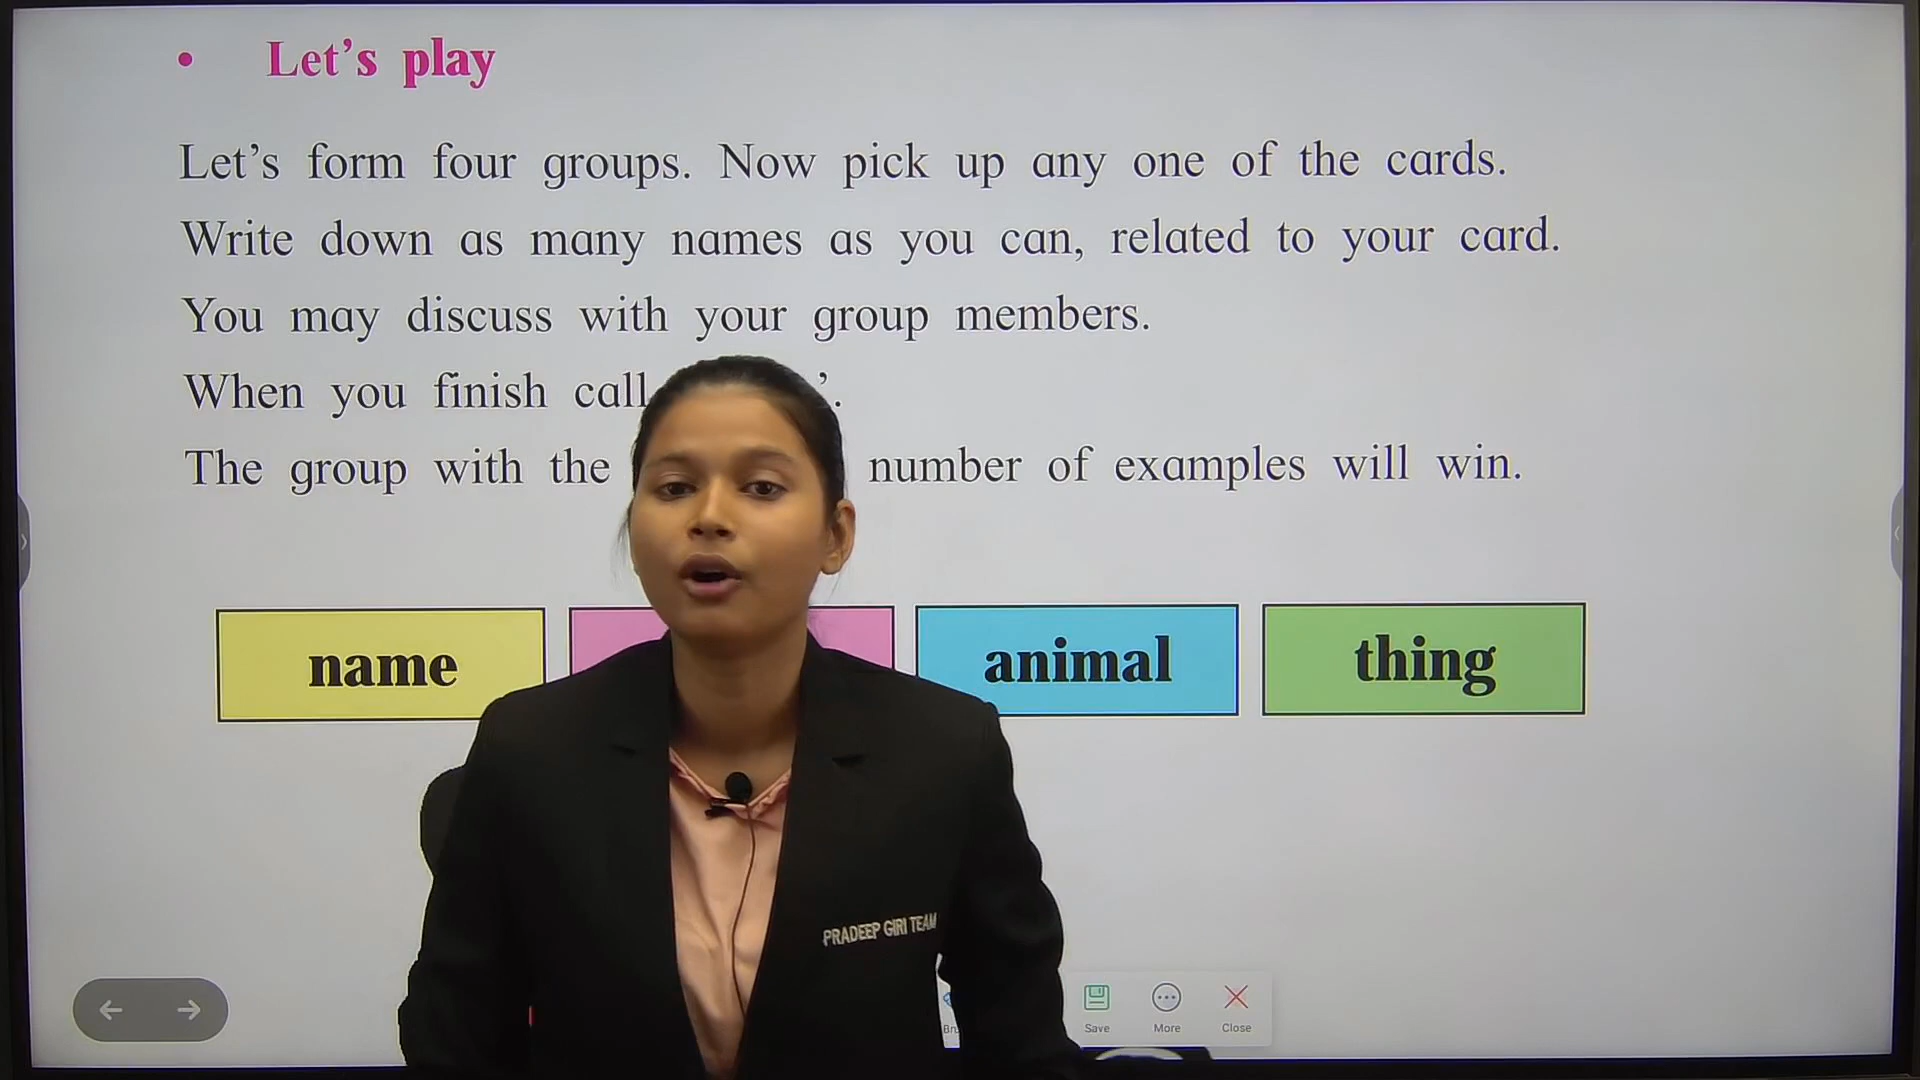 • Let's play
Let's form four groups. Now pick up any one of the cards.
Write down as many names as you can, related to your card.
You may discuss with your group members.
When you finish call ’.
The group with the number of examples will win.
name
animal
thing
PRADEEP GIRI TEAM
Save
More
Close